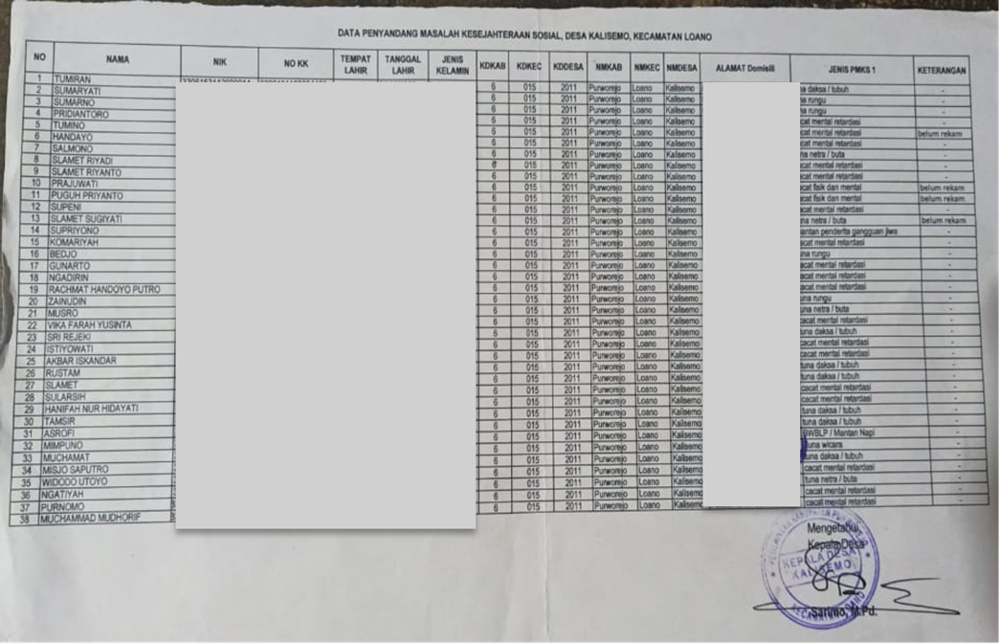 DATA PENYANDANG MASALAH KESEJAHTERAAN SOSIAL, DESA KALISEMO, KECAMATAN LOANO
NO NAMA NIK NO KK TEMPAT LAHIR TANGGAL LAHIR JENIS KELAMIN KDKAB KDKEC KDDESA NMKAB NMKEC NMDESA ALAMAT Domisili JENIS PMKS 1 KETERANGAN
1 TUMIRAN 6 015 2011 Purworejo Loano Kalisemo a daksa / tubuh -
2 SUMARYATI 6 015 2011 Purworejo Loano Kalisemo a rungu -
3 SUMARNO 6 015 2011 Purworejo Loano Kalisemo a rungu -
4 PRIDIANTORO 6 015 2011 Purworejo Loano Kalisemo cat mental retardasi -
5 TUMINO 6 015 2011 Purworejo Loano Kalisemo cat mental retardasi belum rekam
6 HANDAYO 6 015 2011 Purworejo Loano Kalisemo cat mental retardasi -
7 SALMONO 6 015 2011 Purworejo Loano Kalisemo na netra / buta -
8 SLAMET RIYADI 6 015 2011 Purworejo Loano Kalisemo cat mental retardasi -
9 SLAMET RIYANTO 6 015 2011 Purworejo Loano Kalisemo cat mental retardasi -
10 PRAJUWATI 6 015 2011 Purworejo Loano Kalisemo acat fisik dan mental belum rekam
11 PUGUH PRIYANTO 6 015 2011 Purworejo Loano Kalisemo acat fisik dan mental belum rekam
12 SUPENI 6 015 2011 Purworejo Loano Kalisemo acat mental retardasi -
13 SLAMET SUGIYATI 6 015 2011 Purworejo Loano Kalisemo na netra / buta belum rekam
14 SUPRIYONO 6 015 2011 Purworejo Loano Kalisemo antan penderita gangguan jiwa -
15 KOMARIYAH 6 015 2011 Purworejo Loano Kalisemo acat mental retardasi -
16 BEDJO 6 015 2011 Purworejo Loano Kalisemo na rungu -
17 GUNARTO 6 015 2011 Purworejo Loano Kalisemo acat mental retardasi -
18 NGADIRIN 6 015 2011 Purworejo Loano Kalisemo acat mental retardasi -
19 RACHMAT HANDOYO PUTRO 6 015 2011 Purworejo Loano Kalisemo acat mental retardasi -
20 ZAINUDIN 6 015 2011 Purworejo Loano Kalisemo una rungu -
21 MUSRO 6 015 2011 Purworejo Loano Kalisemo una netra / buta -
22 VIKA FARAH YUSINTA 6 015 2011 Purworejo Loano Kalisemo cacat mental retardasi -
23 SRI REJEKI 6 015 2011 Purworejo Loano Kalisemo tuna daksa / tubuh -
24 ISTIYOWATI 6 015 2011 Purworejo Loano Kalisemo cacat mental retardasi -
25 AKBAR ISKANDAR 6 015 2011 Purworejo Loano Kalisemo cacat mental retardasi -
26 RUSTAM 6 015 2011 Purworejo Loano Kalisemo tuna daksa / tubuh -
27 SLAMET 6 015 2011 Purworejo Loano Kalisemo tuna daksa / tubuh -
28 SULARSIH 6 015 2011 Purworejo Loano Kalisemo cacat mental retardasi -
29 HANIFAH NUR HIDAYATI 6 015 2011 Purworejo Loano Kalisemo cacat mental retardasi -
30 TAMSIR 6 015 2011 Purworejo Loano Kalisemo tuna daksa / tubuh -
31 ASROFI 6 015 2011 Purworejo Loano Kalisemo tuna daksa / tubuh -
32 MIMPUNO 6 015 2011 Purworejo Loano Kalisemo BWBLP / Mantan Napi -
33 MUCHAMAT 6 015 2011 Purworejo Loano Kalisemo una wicara -
34 MISJO SAPUTRO 6 015 2011 Purworejo Loano Kalisemo tuna daksa / tubuh -
35 WIDODO UTOYO 6 015 2011 Purworejo Loano Kalisemo cacat mental retardasi -
36 NGATIYAH 6 015 2011 Purworejo Loano Kalisemo tuna netra / buta -
37 PURNOMO 6 015 2011 Purworejo Loano Kalisemo cacat mental retardasi -
38 MUCHAMMAD MUDHORIF 6 015 2011 Purworejo Loano Kalisemo cacat mental retardasi -
Mengetahui,
Kepala Desa
KEPALA DESA
KALISEMO
Sarimo, M.Pd.